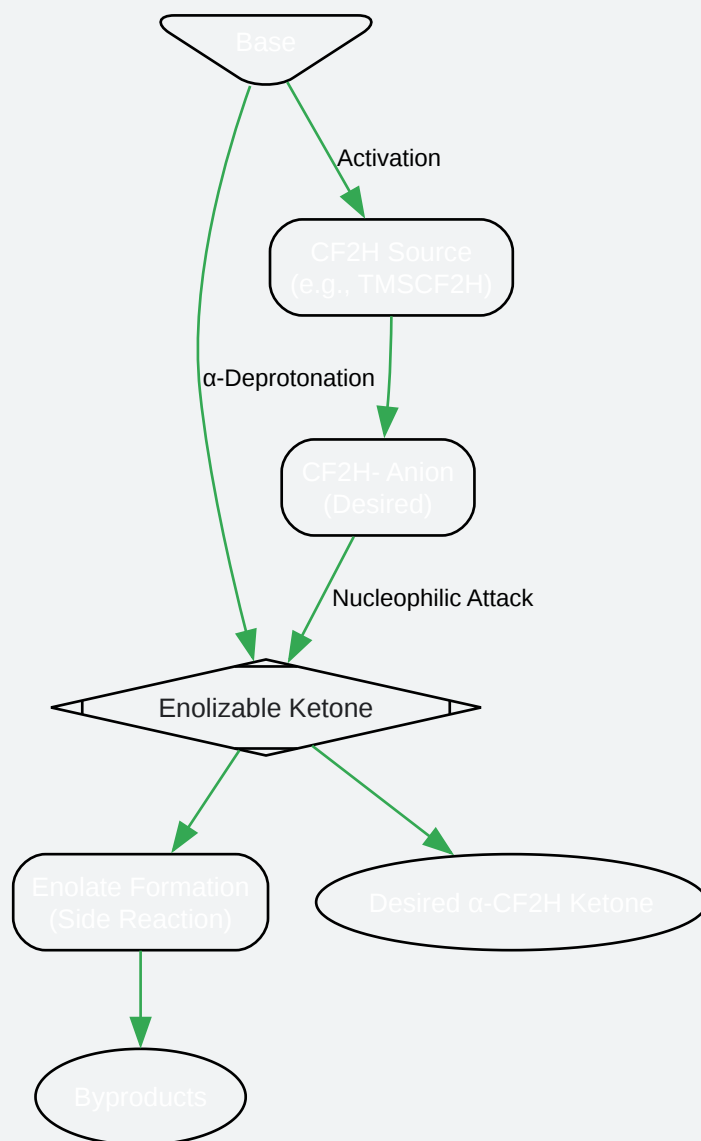 Base
Activation
CF2H Source
(e.g., TMSCF2H)
α-Deprotonation
CF2H- Anion
(Desired)
Nucleophilic Attack
Enolizable Ketone
Enolate Formation
(Side Reaction)
Desired α-CF2H Ketone
Byproducts